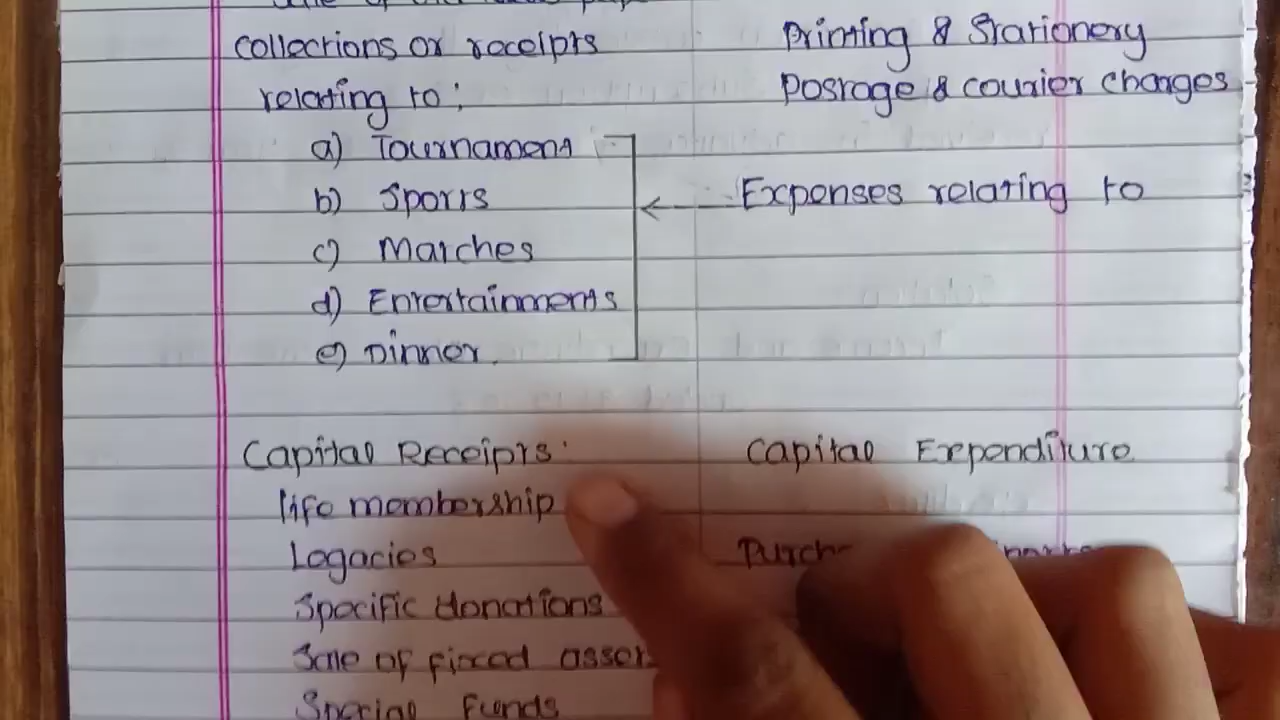 collections or receipts
relating to:
a) Tournament
b) Sports
c) Matches
d) Entertainments
e) Dinner
Capital Receipts:
life membership
Legacies
Specific donations
Sale of fixed asset
Special Funds
Printing & Stationery
Postage & courier charges
Expenses relating to
Capital Expenditure